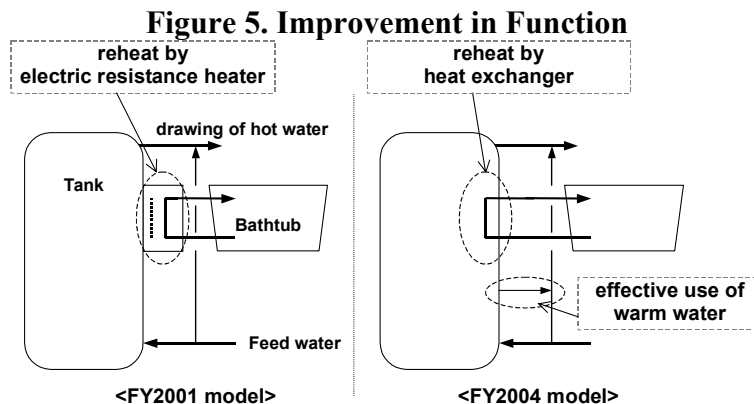 Figure 5. Improvement in Function
reheat by
electric resistance heater
reheat by
heat exchanger
drawing of hot water
Tank
Bathtub
effective use of
warm water
Feed water
<FY2001 model>
<FY2004 model>